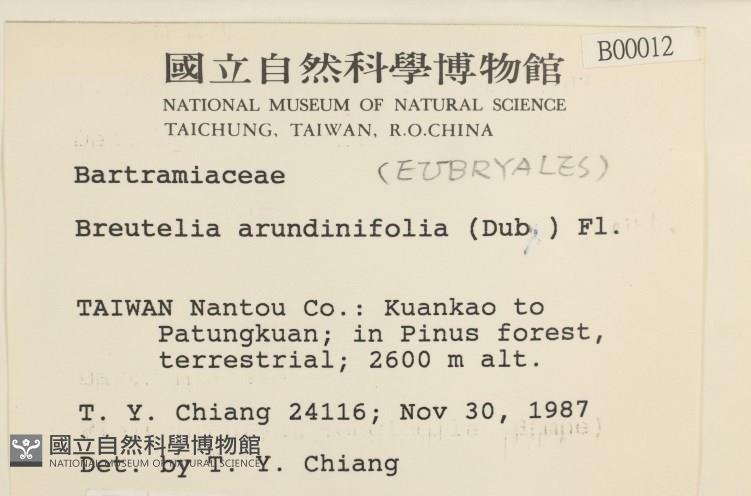 國立自然科學博物館
B00012
NATIONAL MUSEUM OF NATURAL SCIENCE
TAICHUNG, TAIWAN, R.O.CHINA
Bartramiaceae
(EUBRYALES)
Breutelia arundinifolia (Dub.) Fl.
TAIWAN Nantou Co.: Kuankao to
Patungkuan; in Pinus forest,
terrestrial; 2600 m alt.
T. Y. Chiang 24116; Nov 30, 1987
國立自然科學博物館
NATIONAL MUSEUM OF NATURAL SCIENCE
Det. by T. Y. Chiang